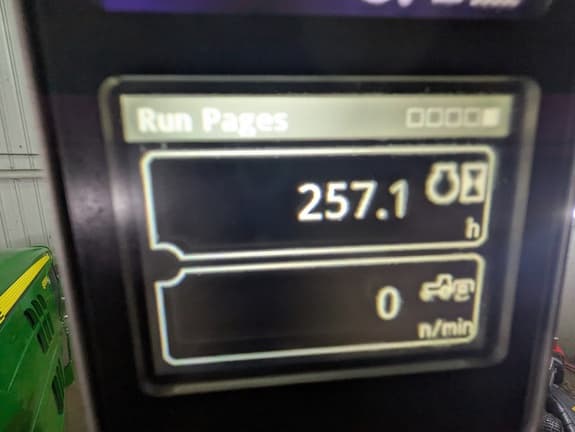 Run Pages
257.1
h
0
n/min